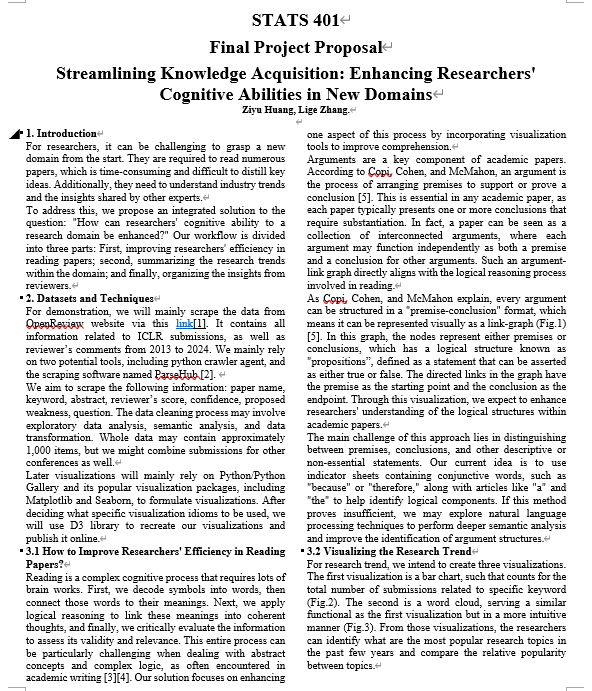 STATS 401
Final Project Proposal
Streamlining Knowledge Acquisition: Enhancing Researchers'
Cognitive Abilities in New Domains
Ziyu Huang, Lige Zhang.
1. Introduction
For researchers, it can be challenging to grasp a new
domain from the start. They are required to read numerous
papers, which is time-consuming and difficult to distill key
ideas. Additionally, they need to understand industry trends
and the insights shared by other experts.
To address this, we propose an integrated solution to the
question: "How can researchers' cognitive ability to a
research domain be enhanced?" Our workflow is divided
into three parts: First, improving researchers' efficiency in
reading papers; second, summarizing the research trends
within the domain; and finally, organizing the insights from
reviewers.
2. Datasets and Techniques
For demonstration, we will mainly scrape the data from
OpenReview website via this link[1]. It contains all
information related to ICLR submissions, as well as
reviewer's comments from 2013 to 2024. We mainly rely
on two potential tools, including python crawler agent, and
the scraping software named ParseHub [2].
We aim to scrape the following information: paper name,
keyword, abstract, reviewer's score, confidence, proposed
weakness, question. The data cleaning process may involve
exploratory data analysis, semantic analysis, and data
transformation. Whole data may contain approximately
1,000 items, but we might combine submissions for other
conferences as well.
Later visualizations will mainly rely on Python/Python
Gallery and its popular visualization packages, including
Matplotlib and Seaborn, to formulate visualizations. After
deciding what specific visualization idioms to be used, we
will use D3 library to recreate our visualizations and
publish it online.
3.1 How to Improve Researchers' Efficiency in Reading
Papers?
Reading is a complex cognitive process that requires lots of
brain works. First, we decode symbols into words, then
connect those words to their meanings. Next, we apply
logical reasoning to link these meanings into coherent
thoughts, and finally, we critically evaluate the information
to assess its validity and relevance. This entire process can
be particularly challenging when dealing with abstract
concepts and complex logic, as often encountered in
academic writing [3][4]. Our solution focuses on enhancing
one aspect of this process by incorporating visualization
tools to improve comprehension.
Arguments are a key component of academic papers.
According to Copi, Cohen, and McMahon, an argument is
the process of arranging premises to support or prove a
conclusion [5]. This is essential in any academic paper, as
each paper typically presents one or more conclusions that
require substantiation. In fact, a paper can be seen as a
collection of interconnected arguments, where each
argument may function independently as both a premise
and a conclusion for other arguments. Such an argument-
link graph directly aligns with the logical reasoning process
involved in reading.
As Copi, Cohen, and McMahon explain, every argument
can be structured in a "premise-conclusion" format, which
means it can be represented visually as a link-graph (Fig.1)
[5]. In this graph, the nodes represent either premises or
conclusions, which has a logical structure known as
"propositions", defined as a statement that can be asserted
as either true or false. The directed links in the graph have
the premise as the starting point and the conclusion as the
endpoint. Through this visualization, we expect to enhance
researchers' understanding of the logical structures within
academic papers.
The main challenge of this approach lies in distinguishing
between premises, conclusions, and other descriptive or
non-essential statements. Our current idea is to use
indicator sheets containing conjunctive words, such as
"because" or "therefore," along with articles like "a" and
"the" to help identify logical components. If this method
proves insufficient, we may explore natural language
processing techniques to perform deeper semantic analysis
and improve the identification of argument structures.
3.2 Visualizing the Research Trend
For research trend, we intend to create three visualizations.
The first visualization is a bar chart, such that counts for the
total number of submissions related to specific keyword
(Fig.2). The second is a word cloud, serving a similar
functional as the first visualization but in a more intuitive
manner (Fig.3). From those visualizations, the researchers
can identify what are the most popular research topics in
the past few years and compare the relative popularity
between topics.